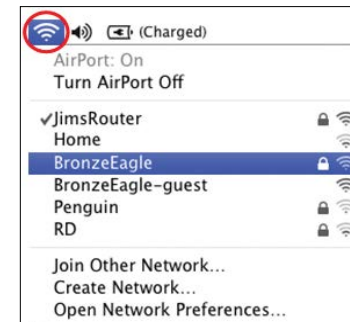 (Charged)
AirPort: On
Turn AirPort Off
✓JimsRouter
Home
BronzeEagle
BronzeEagle-guest
Penguin
RD
Join Other Network...
Create Network...
Open Network Preferences...